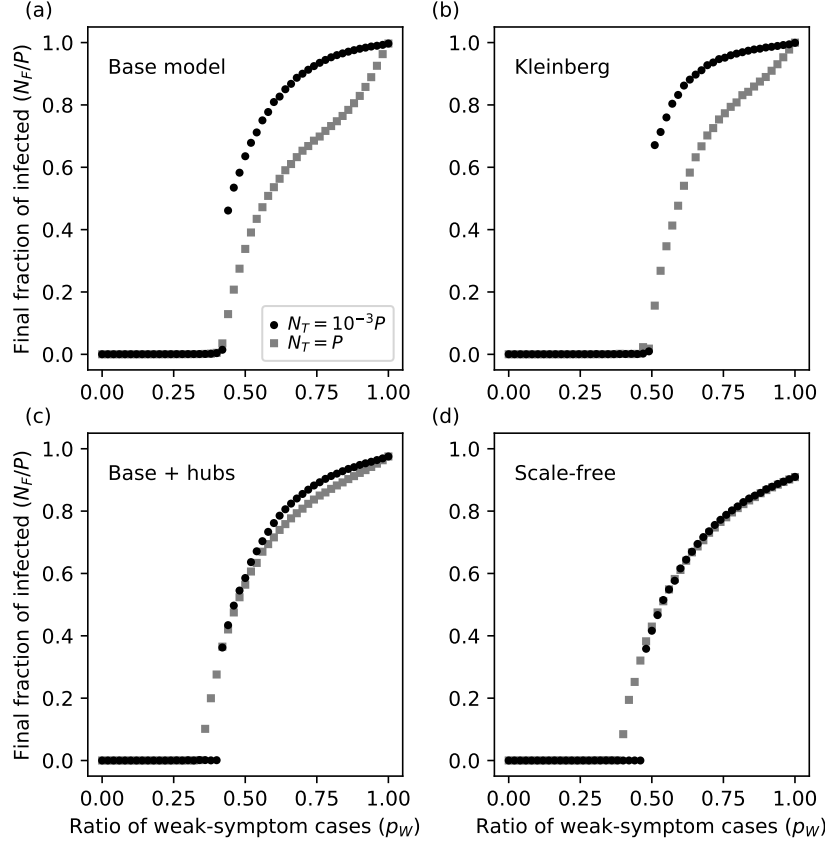 (a)
(b)
Base model
Kleinberg
Final fraction of infected (N_F/P)
1.0
0.8
0.6
0.4
0.2
0.0
N_T = 10^{-3}P
N_T = P
0.00 0.25 0.50 0.75 1.00
1.0
0.8
0.6
0.4
0.2
0.0
0.00 0.25 0.50 0.75 1.00
(c)
(d)
Base + hubs
Scale-free
Final fraction of infected (N_F/P)
1.0
0.8
0.6
0.4
0.2
0.0
0.00 0.25 0.50 0.75 1.00
Ratio of weak-symptom cases (p_W)
1.0
0.8
0.6
0.4
0.2
0.0
0.00 0.25 0.50 0.75 1.00
Ratio of weak-symptom cases (p_W)